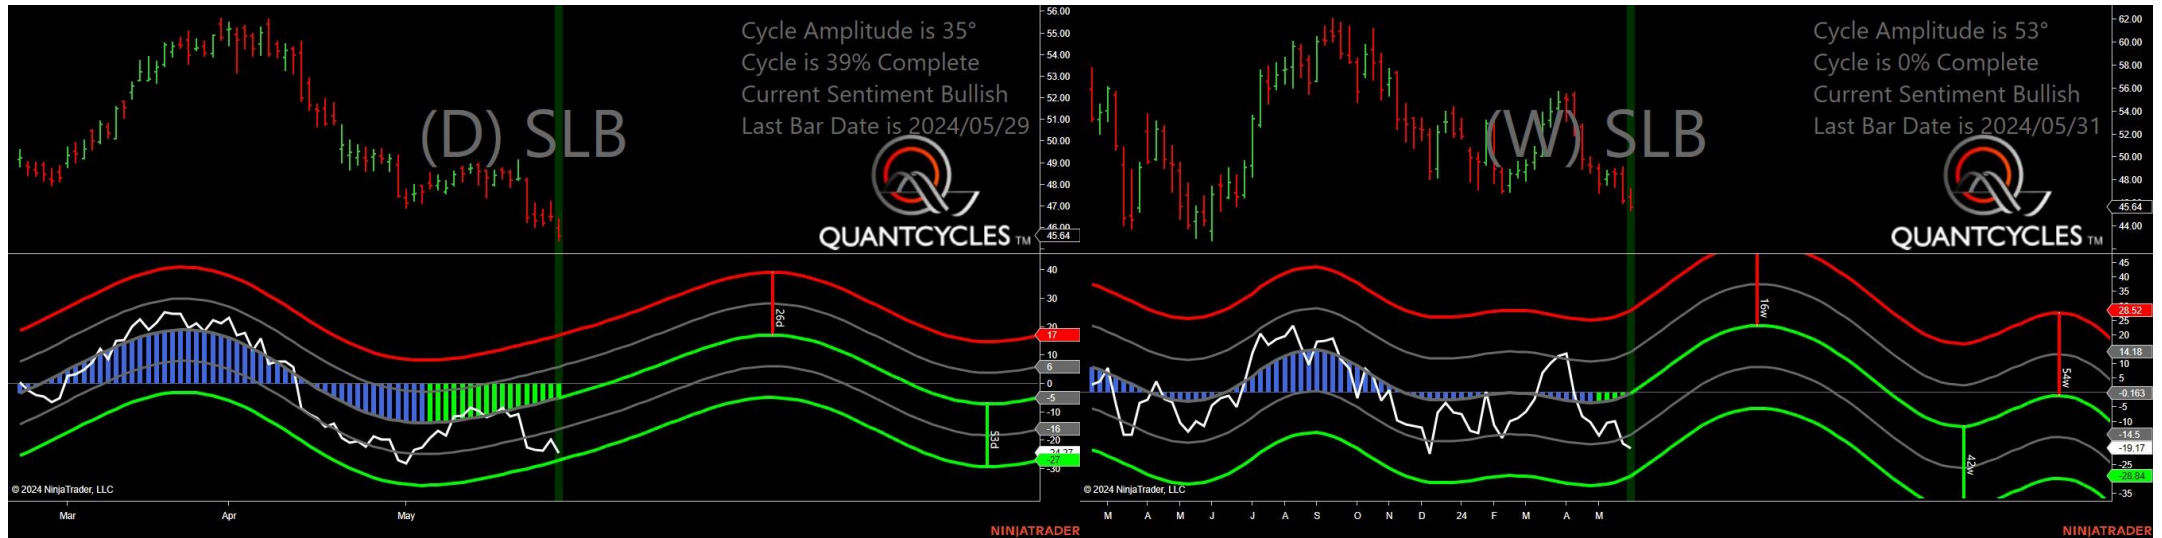 Cycle Amplitude is 35°
Cycle is 39% Complete
Current Sentiment Bullish
Last Bar Date is 2024/05/29
(D) SLB
QUANTCYCLES TM
56.00
55.00
54.00
53.00
52.00
51.00
50.00
49.00
48.00
47.00
46.00
45.64
40
30
20
17
10
6
0
-5
-10
-16
-20
-24.27
-27
-30
26d
53d
© 2024 NinjaTrader, LLC
Mar
Apr
May
NINJATRADER
Cycle Amplitude is 53°
Cycle is 0% Complete
Current Sentiment Bullish
Last Bar Date is 2024/05/31
(W) SLB
QUANTCYCLES TM
62.00
60.00
58.00
56.00
54.00
52.00
50.00
48.00
45.64
44.00
45
40
35
28.52
25
20
14.18
10
-0.163
-5
-10
-14.5
-19.17
-25
-28.84
-35
16w
42w
54w
© 2024 NinjaTrader, LLC
M
A
M
J
J
A
S
O
N
D
24
F
M
A
M
NINJATRADER